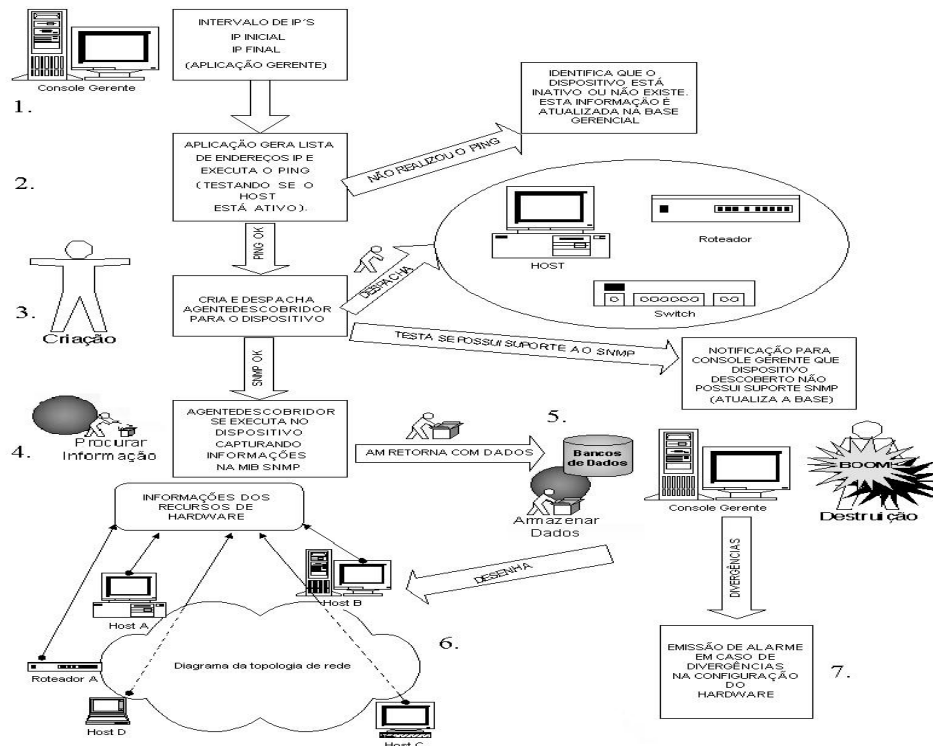 INTERVALO DE IP'S
IP INICIAL
IP FINAL
(APLICAÇÃO GERENTE)
Console Gerente
1.
IDENTIFICA QUE O
DISPOSITIVO ESTÁ
INATIVO OU NÃO EXISTE.
ESTA INFORMAÇÃO É
ATUALIZADA NA BASE
GERENCIAL
2.
APLICAÇÃO GERA LISTA
DE ENDEREÇOS IP E
EXECUTA O PING
(TESTANDO SE O
HOST
ESTÁ ATIVO).
NÃO REALIZOU O PING
PING OK
HOST
Roteador
Switch
3.
Criação
CRIA E DESPACHA
AGENTEDESCOBRIDOR
PARA O DISPOSITIVO
DESPACHA
TESTA SE POSSUI SUPORTE AO SNMP
NOTIFICAÇÃO PARA
CONSOLE GERENTE QUE
DISPOSITIVO
DESCOBERTO NÃO
POSSUI SUPORTE SNMP
(ATUALIZA A BASE)
SNMP OK
4.
Procurar
Informação
AGENTEDESCOBRIDOR
SE EXECUTA NO
DISPOSITIVO
CAPTURANDO
INFORMAÇÕES
NA MIB SNMP
AM RETORNA COM DADOS
5.
Bancos
de Dados
Armazenar
Dados
Console Gerente
BOOM!
Destruição
INFORMAÇÕES DOS
RECURSOS DE
HARDWARE
DESENHA
DIVERGÊNCIAS
Host A
Host B
6.
Diagrama da topologia de rede
Roteador A
Host D
Host C
EMISSÃO DE ALARME
EM CASO DE
DIVERGÊNCIAS
NA CONFIGURAÇÃO
DO
HARDWARE
7.